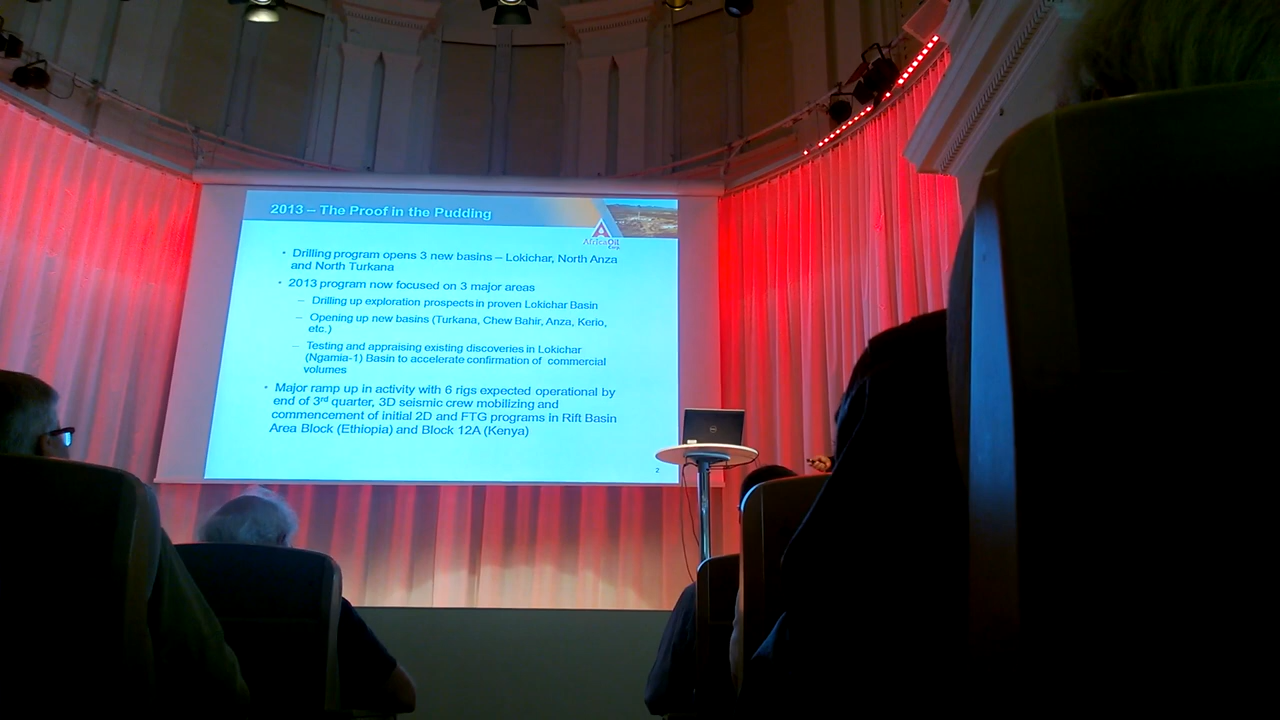 2013 – The Proof in the Pudding
AfricaOil
Corp.
• Drilling program opens 3 new basins – Lokichar, North Anza
and North Turkana
• 2013 program now focused on 3 major areas
– Drilling up exploration prospects in proven Lokichar Basin
– Opening up new basins (Turkana, Chew Bahir, Anza, Kerio,
etc.)
– Testing and appraising existing discoveries in Lokichar
(Ngamia-1) Basin to accelerate confirmation of commercial
volumes
• Major ramp up in activity with 6 rigs expected operational by
end of 3rd quarter, 3D seismic crew mobilizing and
commencement of initial 2D and FTG programs in Rift Basin
Area Block (Ethiopia) and Block 12A (Kenya)
2